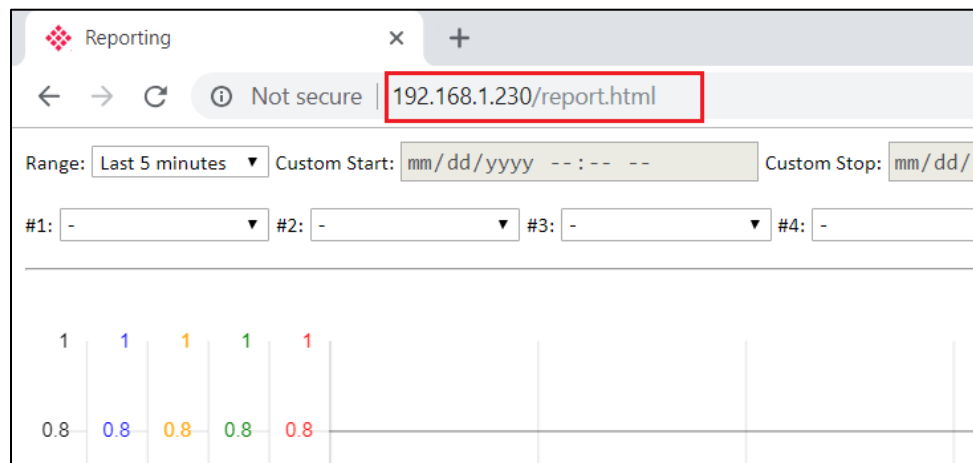 Reporting
Not secure 192.168.1.230/report.html
Range: Last 5 minutes Custom Start: mm/dd/yyyy --:-- -- Custom Stop: mm/dd/
#1: - #2: - #3: - #4: -
1 1 1 1 1
0.8 0.8 0.8 0.8 0.8